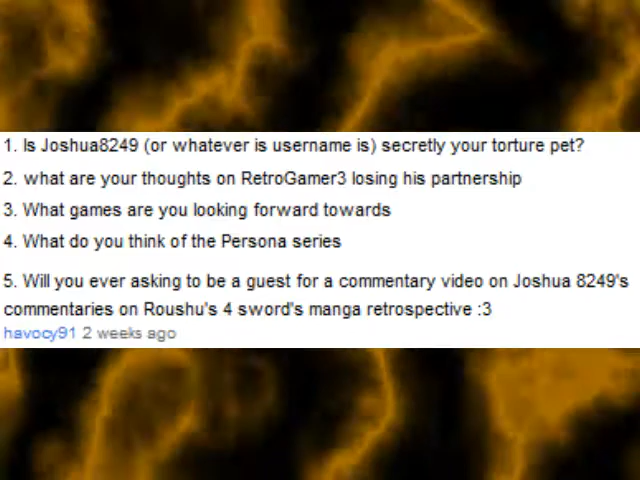 1. Is Joshua8249 (or whatever is username is) secretly your torture pet?
2. what are your thoughts on RetroGamer3 losing his partnership
3. What games are you looking forward towards
4. What do you think of the Persona series
5. Will you ever asking to be a guest for a commentary video on Joshua 8249's
commentaries on Roushu's 4 sword's manga retrospective :3
havocy91 2 weeks ago